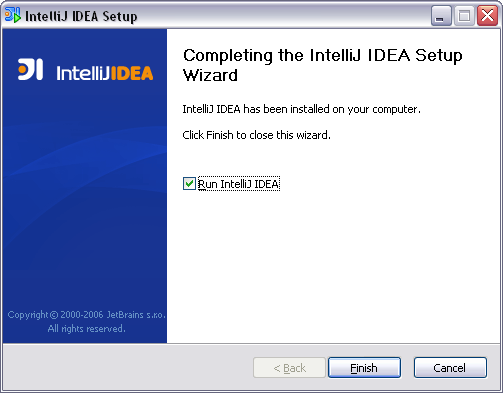 IntelliJ IDEA Setup
IntelliJIDEA
Completing the IntelliJ IDEA Setup
Wizard
IntelliJ IDEA has been installed on your computer.
Click Finish to close this wizard.
Run IntelliJ IDEA
Copyright © 2000-2006 JetBrains s.r.o.
All rights reserved.
< Back
Finish
Cancel